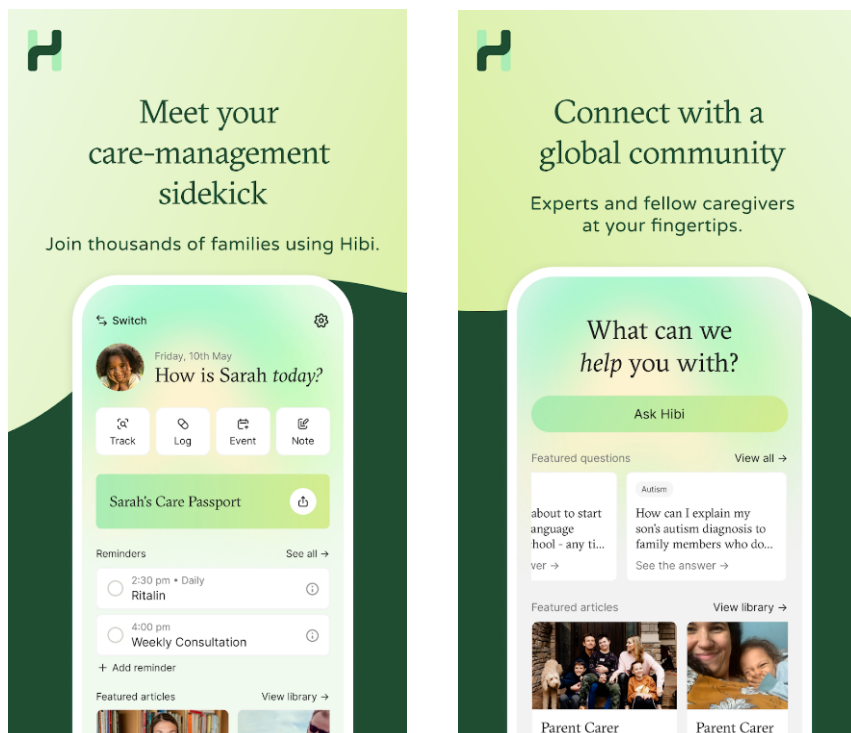 Meet your
care-management
sidekick
Join thousands of families using Hibi.
Switch
Friday, 10th May
How is Sarah today?
Track
Log
Event
Note
Sarah's Care Passport
Reminders
See all →
2:30 pm • Daily
Ritalin
4:00 pm
Weekly Consultation
+ Add reminder
Featured articles
View library →
Connect with a
global community
Experts and fellow caregivers
at your fingertips.
What can we
help you with?
Ask Hibi
Featured questions
View all →
about to start
anguage
hool - any ti...
ver →
Autism
How can I explain my
son's autism diagnosis to
family members who do...
See the answer →
Featured articles
View library →
Parent Carer
Parent Carer